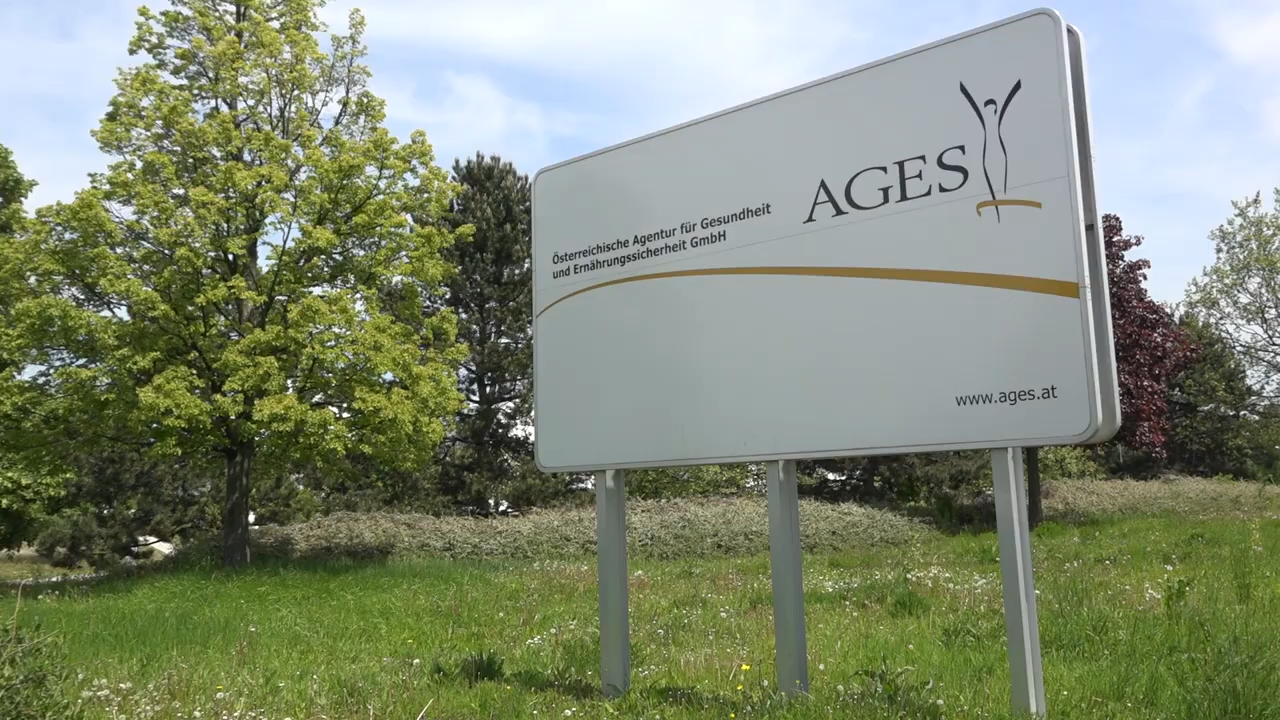 Österreichische Agentur für Gesundheit
und Ernährungssicherheit GmbH
AGES
www.ages.at